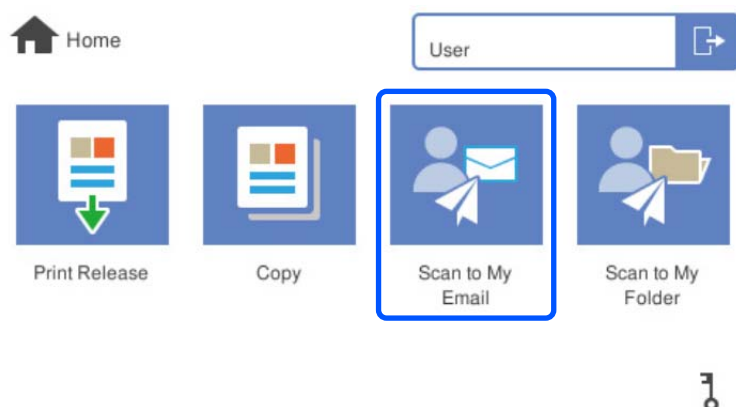 Home
User
Print Release
Copy
Scan to My
Email
Scan to My
Folder